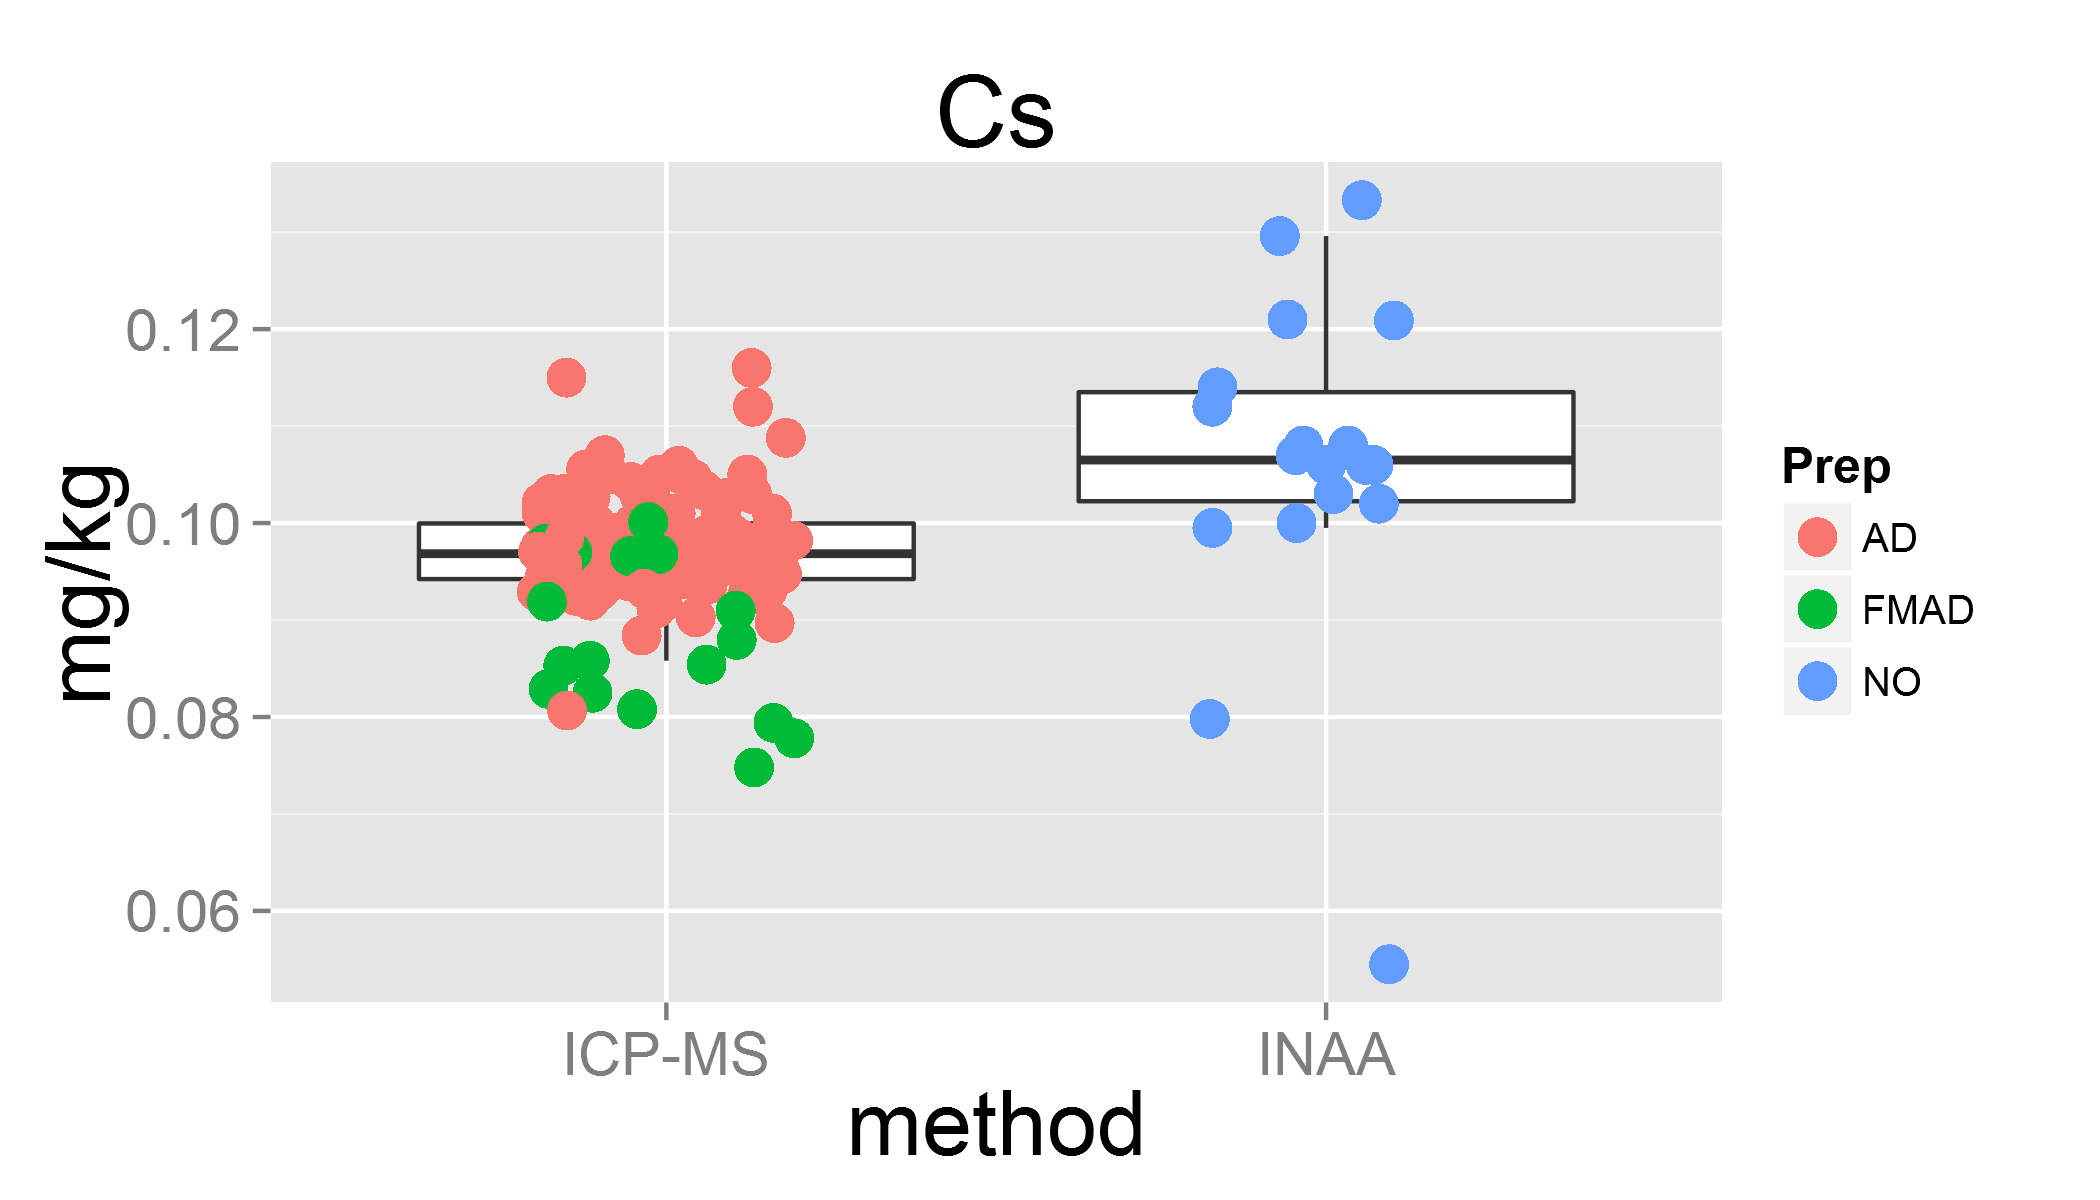 Cs
mg/kg
0.12
0.10
0.08
0.06
ICP-MS
INAA
method
Prep
AD
FMAD
NO